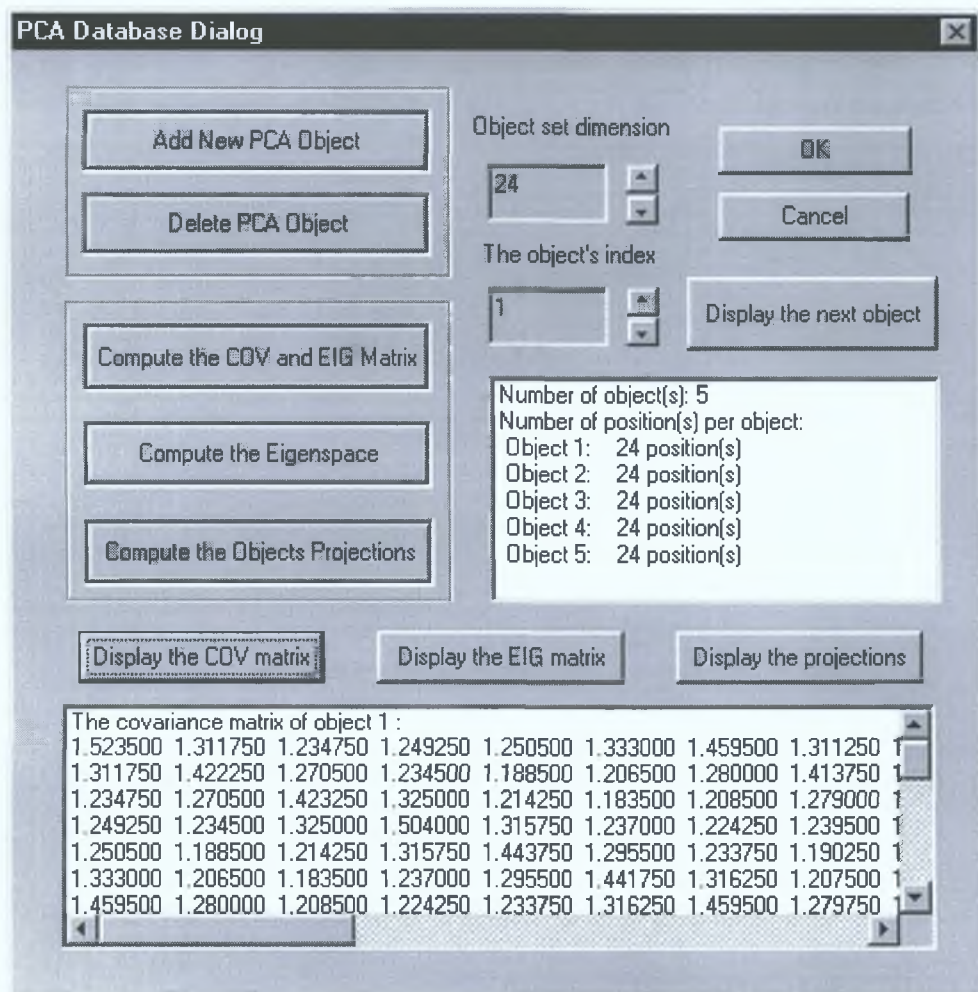 PCA Database Dialog
Add New PCA Object
Delete PCA Object
Object set dimension
24
OK
Cancel
The object's index
1
Display the next object
Compute the COV and EIG Matrix
Compute the Eigenspace
Compute the Objects Projections
Number of object(s): 5
Number of position(s) per object:
Object 1: 24 position(s)
Object 2: 24 position(s)
Object 3: 24 position(s)
Object 4: 24 position(s)
Object 5: 24 position(s)
Display the COV matrix
Display the EIG matrix
Display the projections
The covariance matrix of object 1 :
1.523500 1.311750 1.234750 1.249250 1.250500 1.333000 1.459500 1.311250
1.311750 1.422250 1.270500 1.234500 1.188500 1.206500 1.280000 1.413750
1.234750 1.270500 1.423250 1.325000 1.214250 1.183500 1.208500 1.279000
1.249250 1.234500 1.325000 1.504000 1.315750 1.237000 1.224250 1.239500
1.250500 1.188500 1.214250 1.315750 1.443750 1.295500 1.233750 1.190250
1.333000 1.206500 1.183500 1.237000 1.295500 1.441750 1.316250 1.207500
1.459500 1.280000 1.208500 1.224250 1.233750 1.316250 1.459500 1.279750